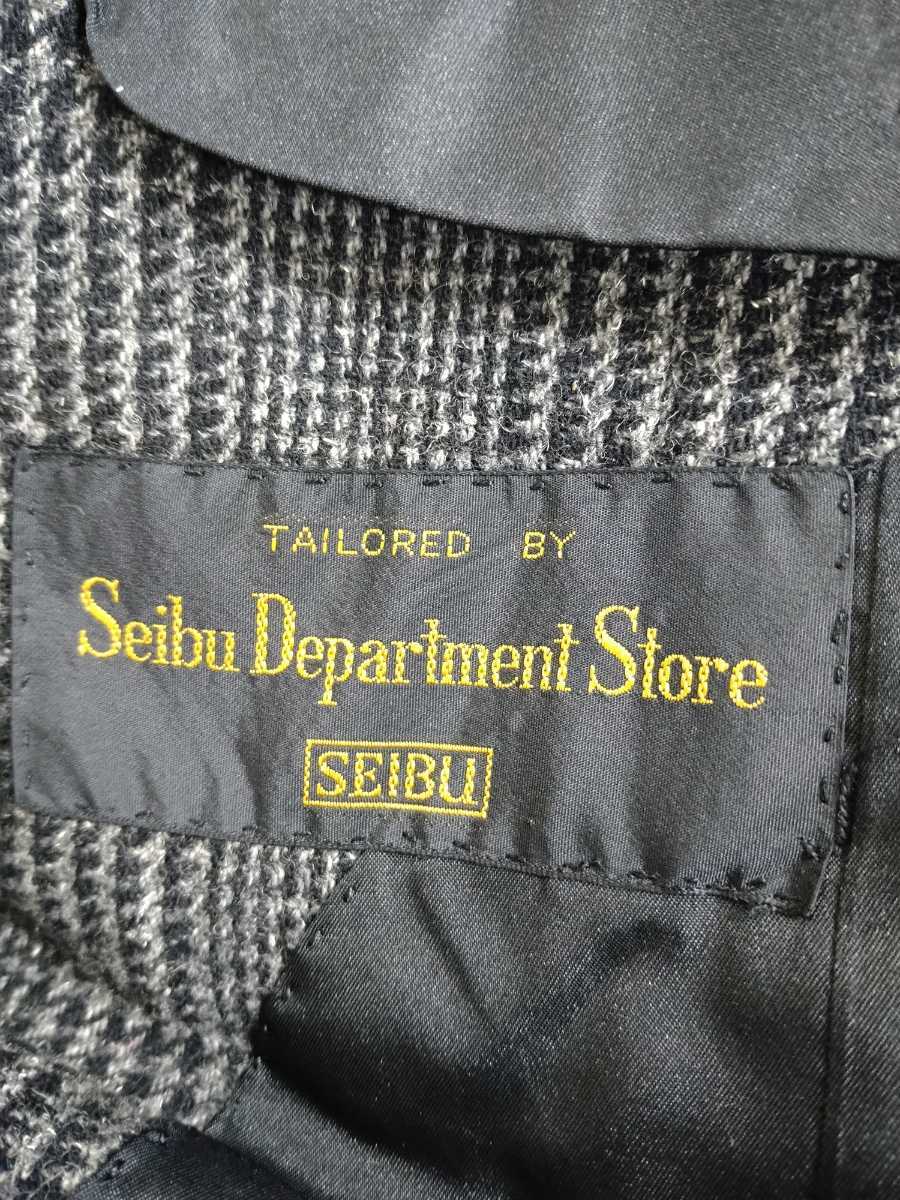 TAILORED BY
Seibu Department Store
SEIBU